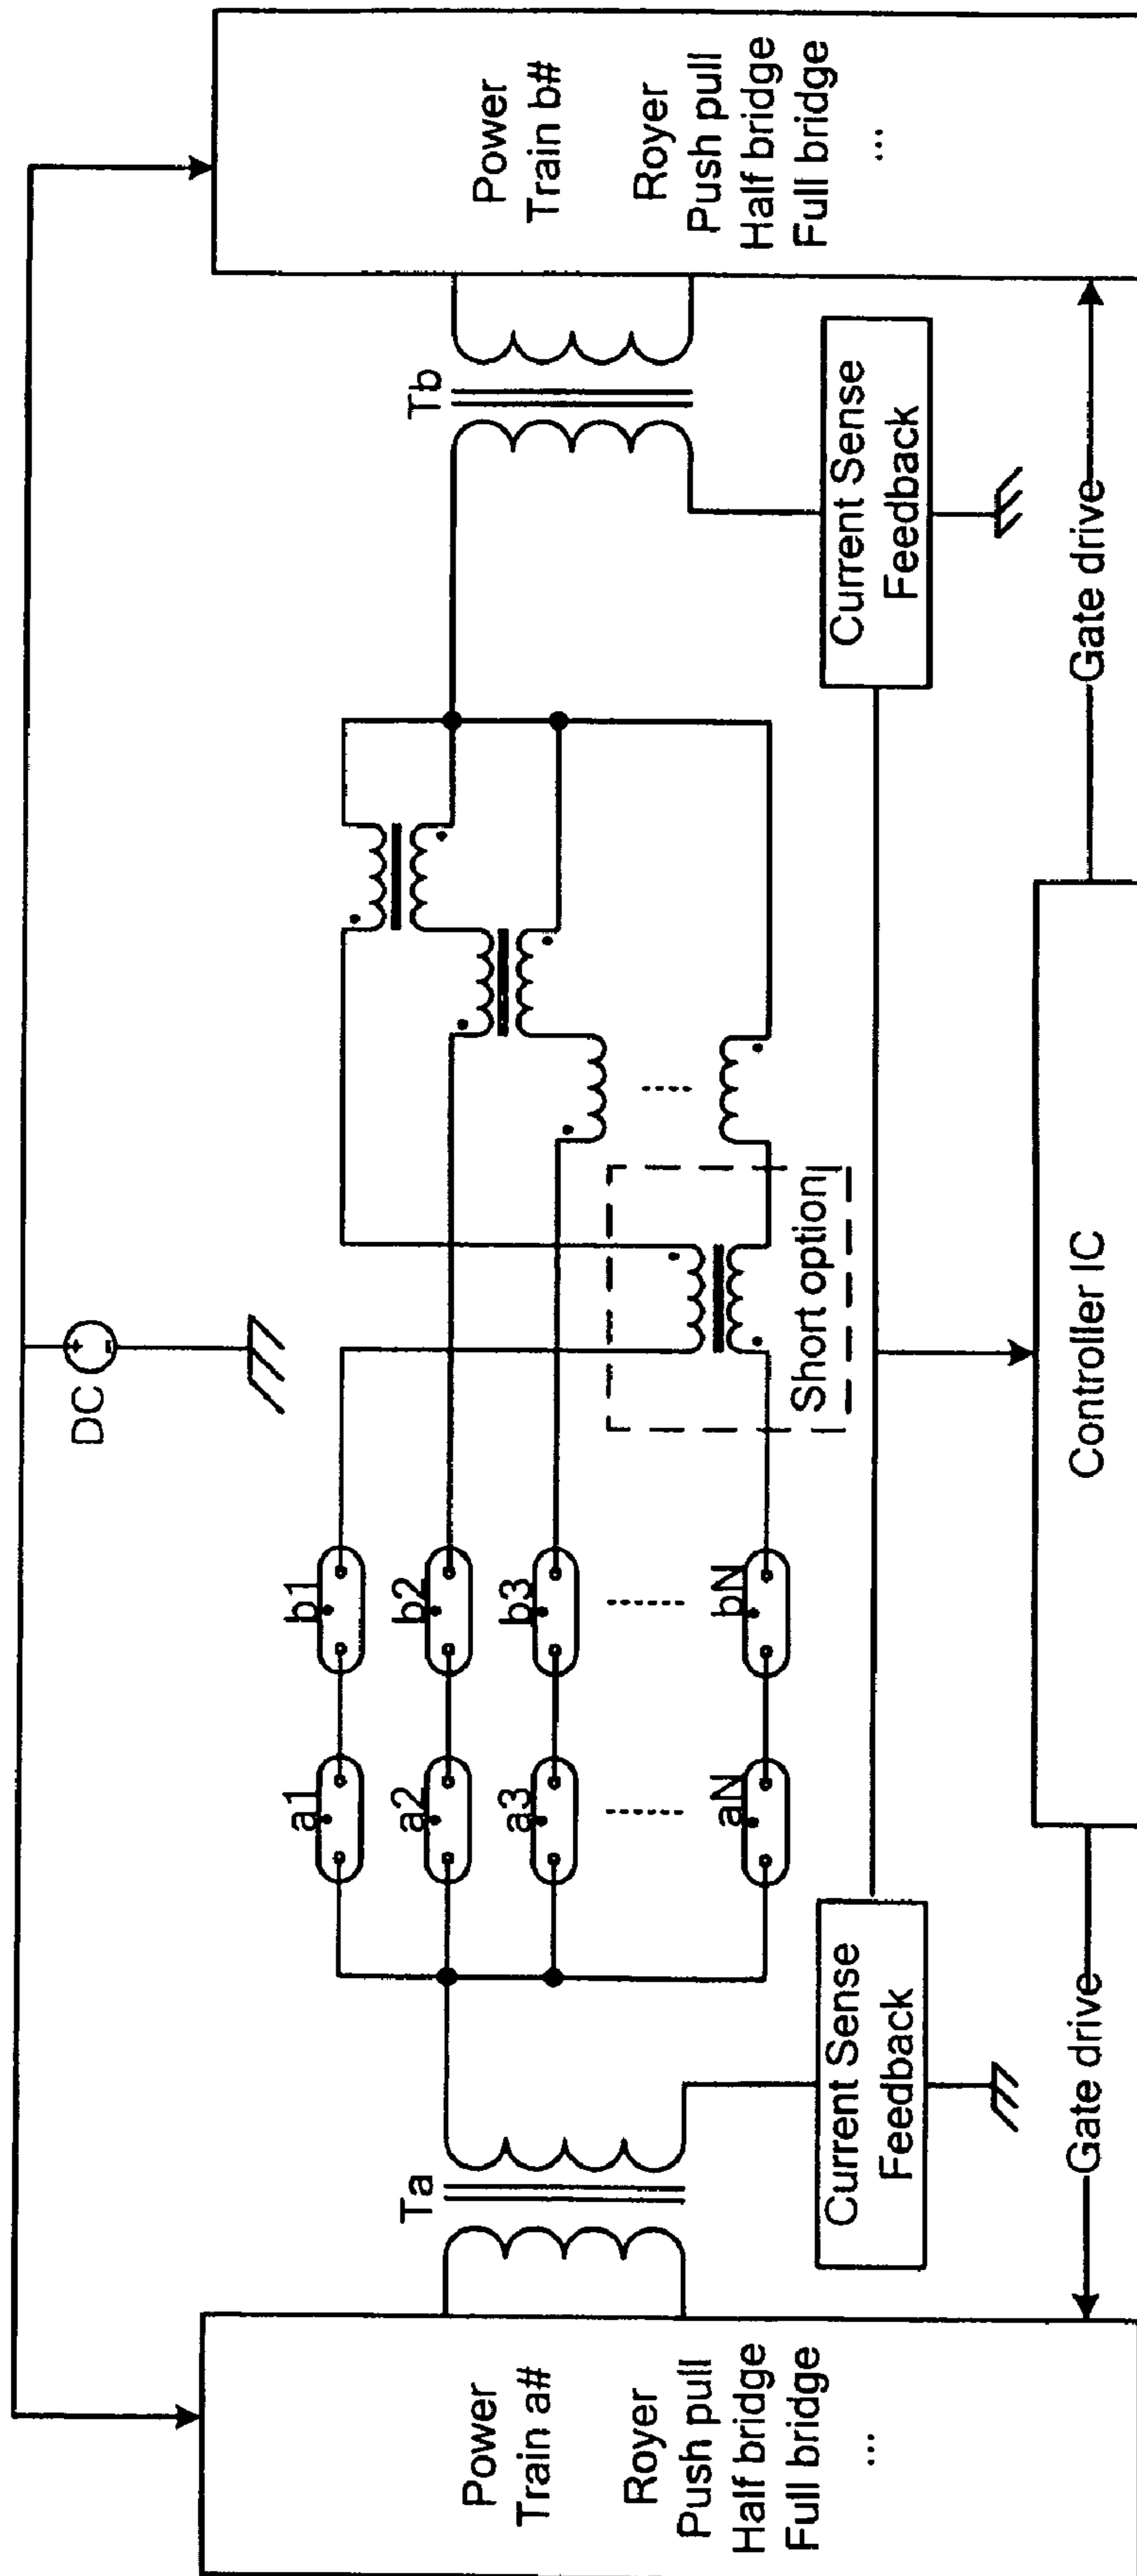 DC
+
-
Power
Train a#
Royer
Push pull
Half bridge
Full bridge
...
Ta
a1
b1
a2
b2
a3
b3
aN
bN
Short option
Tb
Power
Train b#
Royer
Push pull
Half bridge
Full bridge
...
Current Sense
Feedback
Current Sense
Feedback
Gate drive
Controller IC
Gate drive